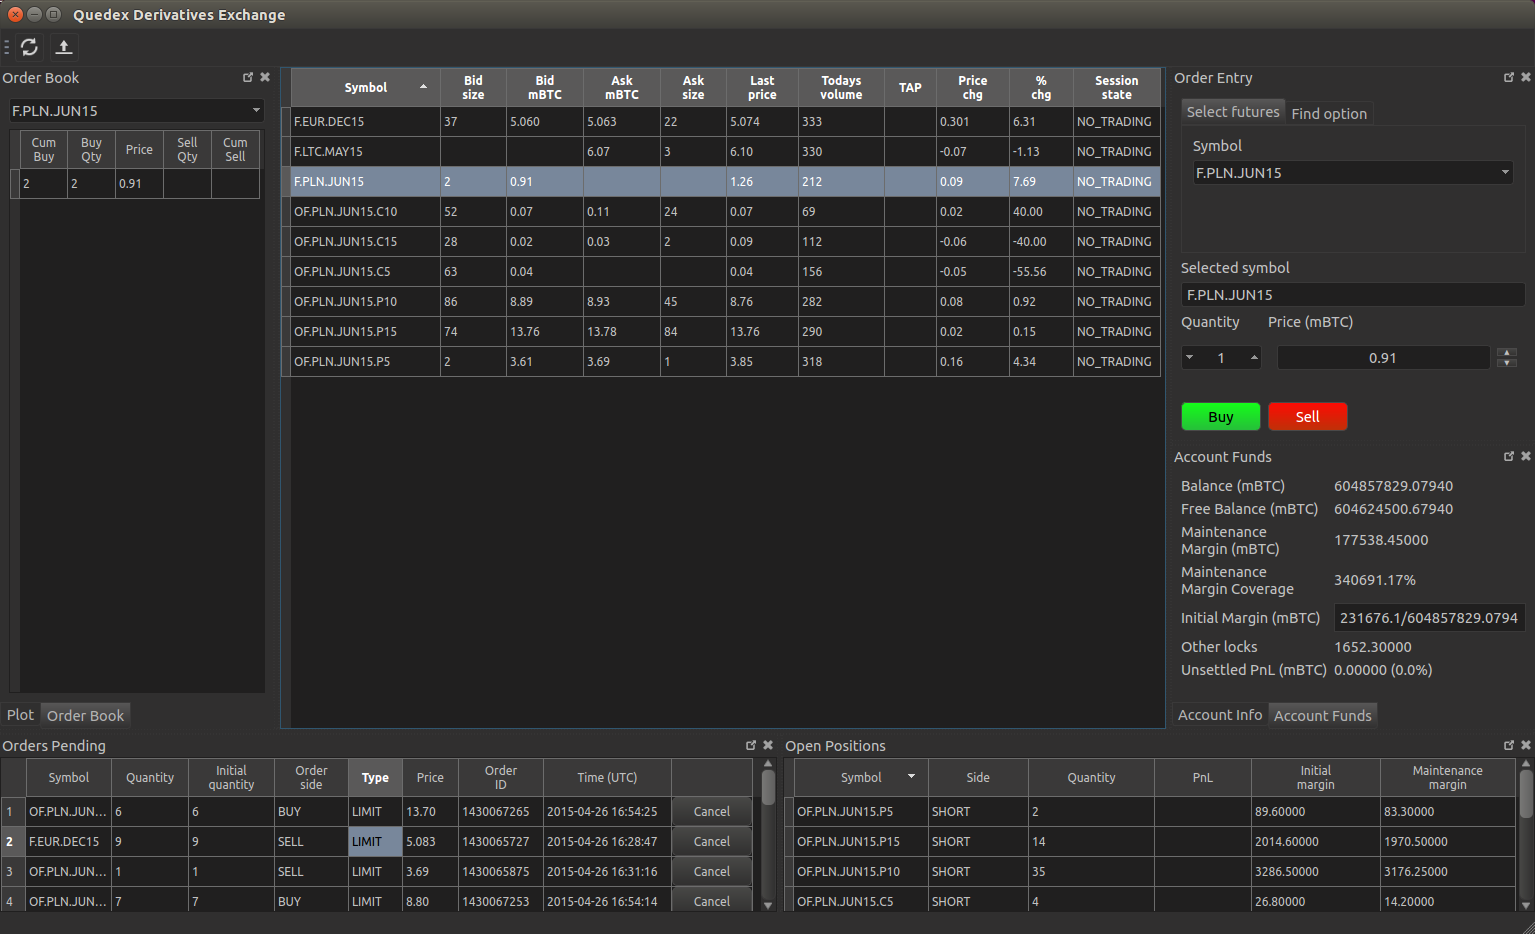 Quedex Derivatives Exchange
Order Book
F.PLN.JUN15
Cum Buy Buy Qty Price Sell Qty Cum Sell
2 2 0.91
Plot Order Book
Symbol Bid size Bid mBTC Ask mBTC Ask size Last price Todays volume TAP Price chg % chg Session state
F.EUR.DEC15 37 5.060 5.063 22 5.074 333 0.301 6.31 NO_TRADING
F.LTC.MAY15 6.07 3 6.10 330 -0.07 -1.13 NO_TRADING
F.PLN.JUN15 2 0.91 1.26 212 0.09 7.69 NO_TRADING
OF.PLN.JUN15.C10 52 0.07 0.11 24 0.07 69 0.02 40.00 NO_TRADING
OF.PLN.JUN15.C15 28 0.02 0.03 2 0.09 112 -0.06 -40.00 NO_TRADING
OF.PLN.JUN15.C5 63 0.04 0.04 156 -0.05 -55.56 NO_TRADING
OF.PLN.JUN15.P10 86 8.89 8.93 45 8.76 282 0.08 0.92 NO_TRADING
OF.PLN.JUN15.P15 74 13.76 13.78 84 13.76 290 0.02 0.15 NO_TRADING
OF.PLN.JUN15.P5 2 3.61 3.69 1 3.85 318 0.16 4.34 NO_TRADING
Order Entry
Select futures Find option
Symbol
F.PLN.JUN15
Selected symbol
F.PLN.JUN15
Quantity Price (mBTC)
1 0.91
Buy Sell
Account Funds
Balance (mBTC) 604857829.07940
Free Balance (mBTC) 604624500.67940
Maintenance
Margin (mBTC) 177538.45000
Maintenance
Margin Coverage 340691.17%
Initial Margin (mBTC) 231676.1/604857829.0794
Other locks 1652.30000
Unsettled PnL (mBTC) 0.00000 (0.0%)
Account Info Account Funds
Orders Pending
Symbol Quantity Initial quantity Order side Type Price Order ID Time (UTC)
1 OF.PLN.JUN... 6 6 BUY LIMIT 13.70 1430067265 2015-04-26 16:54:25 Cancel
2 F.EUR.DEC15 9 9 SELL LIMIT 5.083 1430065727 2015-04-26 16:28:47 Cancel
3 OF.PLN.JUN... 1 1 SELL LIMIT 3.69 1430065875 2015-04-26 16:31:16 Cancel
4 OF.PLN.JUN... 7 7 BUY LIMIT 8.80 1430067253 2015-04-26 16:54:14 Cancel
Open Positions
Symbol Side Quantity PnL Initial margin Maintenance margin
OF.PLN.JUN15.P5 SHORT 2 89.60000 83.30000
OF.PLN.JUN15.P15 SHORT 14 2014.60000 1970.50000
OF.PLN.JUN15.P10 SHORT 35 3286.50000 3176.25000
OF.PLN.JUN15.C5 SHORT 4 26.80000 14.20000